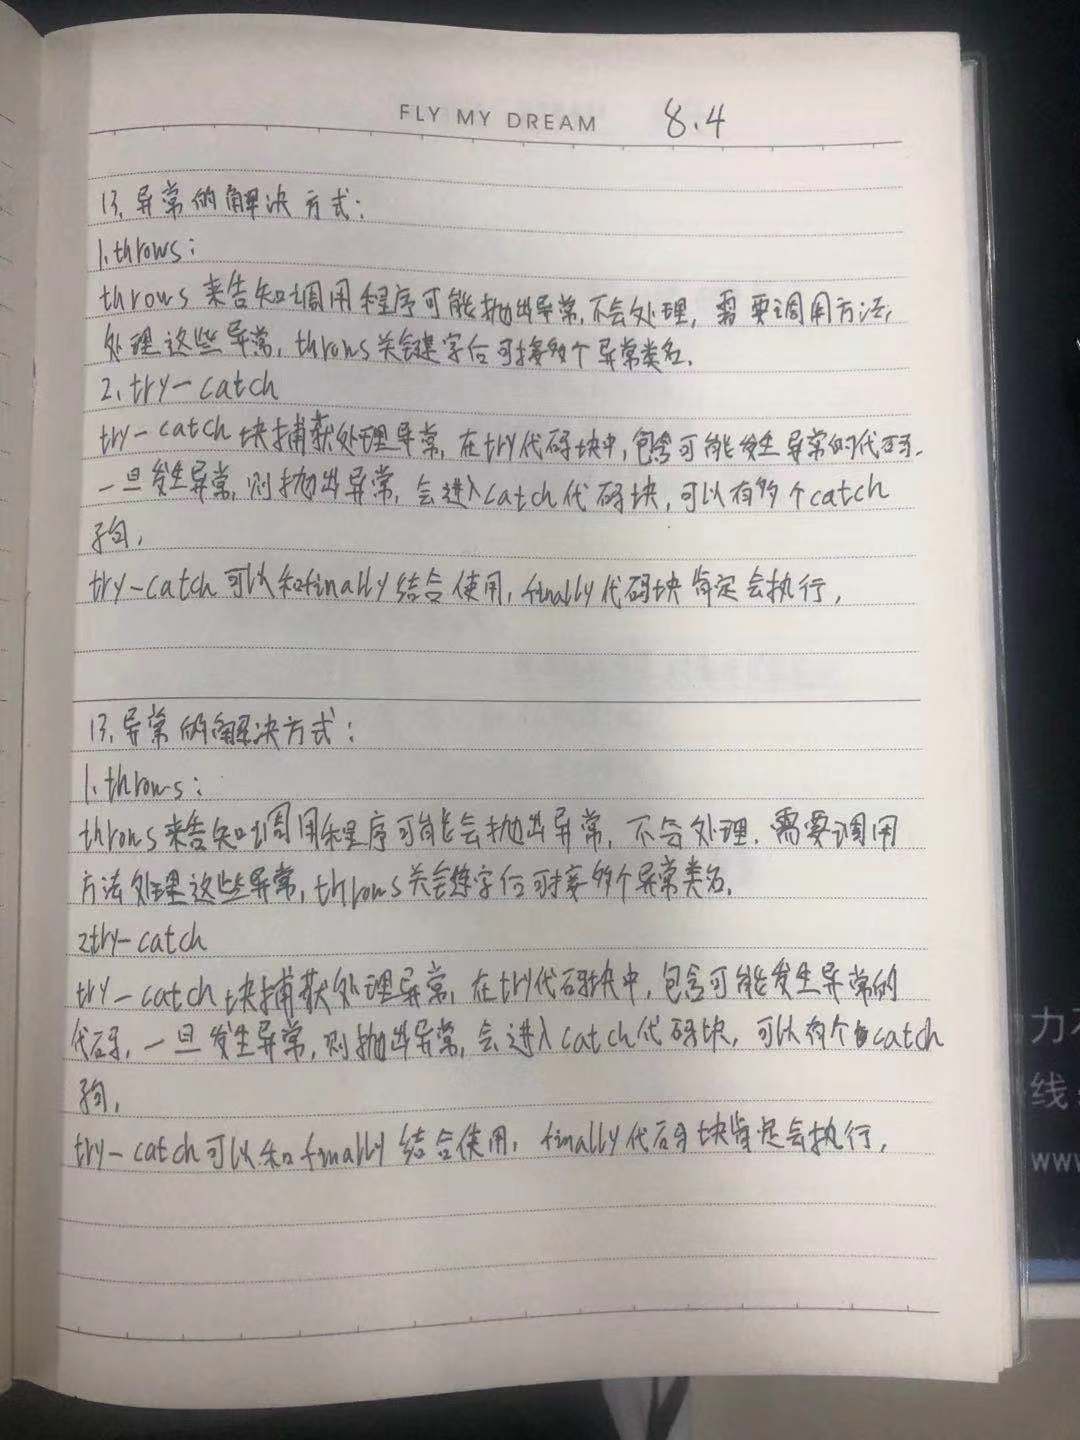 FLY MY DREAM 8.4
13、异常的解决方式:
1、throws:
throws来告知调用程序可能抛出异常,不会处理,需要调用方法,
处理这些异常,throws关键字后可接多个异常类名.
2、try-catch
try-catch块捕获处理异常,在try代码块中,包含可能发生异常的代码,
一旦发生异常,则抛出异常,会进入catch代码块,可以有多个catch
子句,
try-catch可以和finally结合使用,finally代码块肯定会执行,
13、异常的解决方式:
1、throws:
throws来告知调用程序可能会抛出异常,不会处理、需要调用
方法处理这些异常,throws关键字后可接多个异常类名,
2try-catch
try-catch块捕获处理异常,在try代码块中,包含可能发生异常的
代码,一旦发生异常,则抛出异常,会进入catch代码块,可以有个catch
子句,
try-catch可以和finally结合使用,finally代码块肯定会执行,
力
线
www